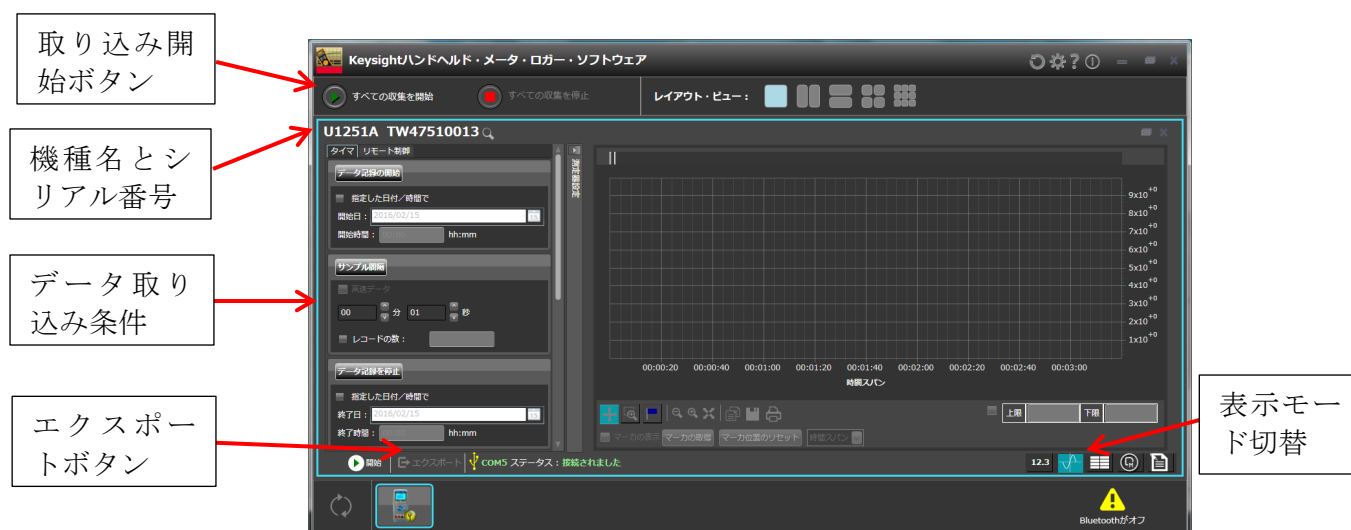 取り込み開
始ボタン
機種名とシ
リアル番号
データ取り
込み条件
エクスポー
トボタン
表示モー
ド切替
Keysightハンドヘルド・メータ・ロガー・ソフトウェア
すべての収集を開始
すべての収集を停止
レイアウト・ビュー：
U1251A TW47510013
タイマ リモート制御
データ記録の開始
指定した日付/時間で
開始日： 2016/02/15
開始時間： 00:00 hh:mm
サンプル間隔
高速データ
00 分 01 秒
レコードの数：
データ記録を停止
指定した日付/時間で
終了日： 2016/02/15
終了時間： hh:mm
測定器設定
9x10+0
8x10+0
7x10+0
6x10+0
5x10+0
4x10+0
3x10+0
2x10+0
1x10+0
00:00:20 00:00:40 00:01:00 00:01:20 00:01:40 00:02:00 00:02:20 00:02:40 00:03:00
時間スパン
上限 下限
マーカの表示 マーカの取得 マーカ位置のリセット 時間スパン
開始 エクスポート COM5 ステータス：接続されました
12.3
Bluetoothがオフ